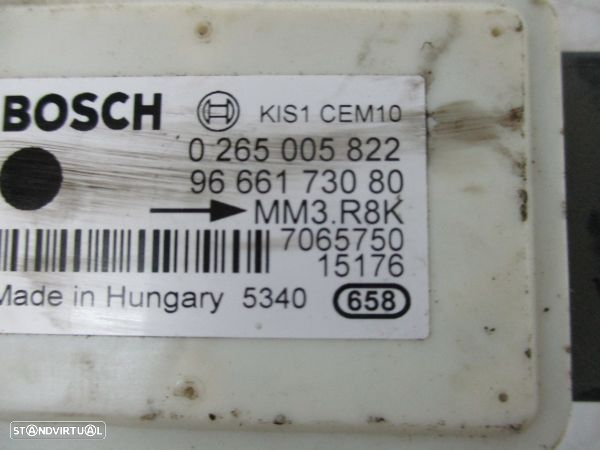 BOSCH KIS1 CEM10
0 265 005 822
96 661 730 80
MM3.R8K
7065750
15176
Made in Hungary 5340 658
STANDVIRTUAL